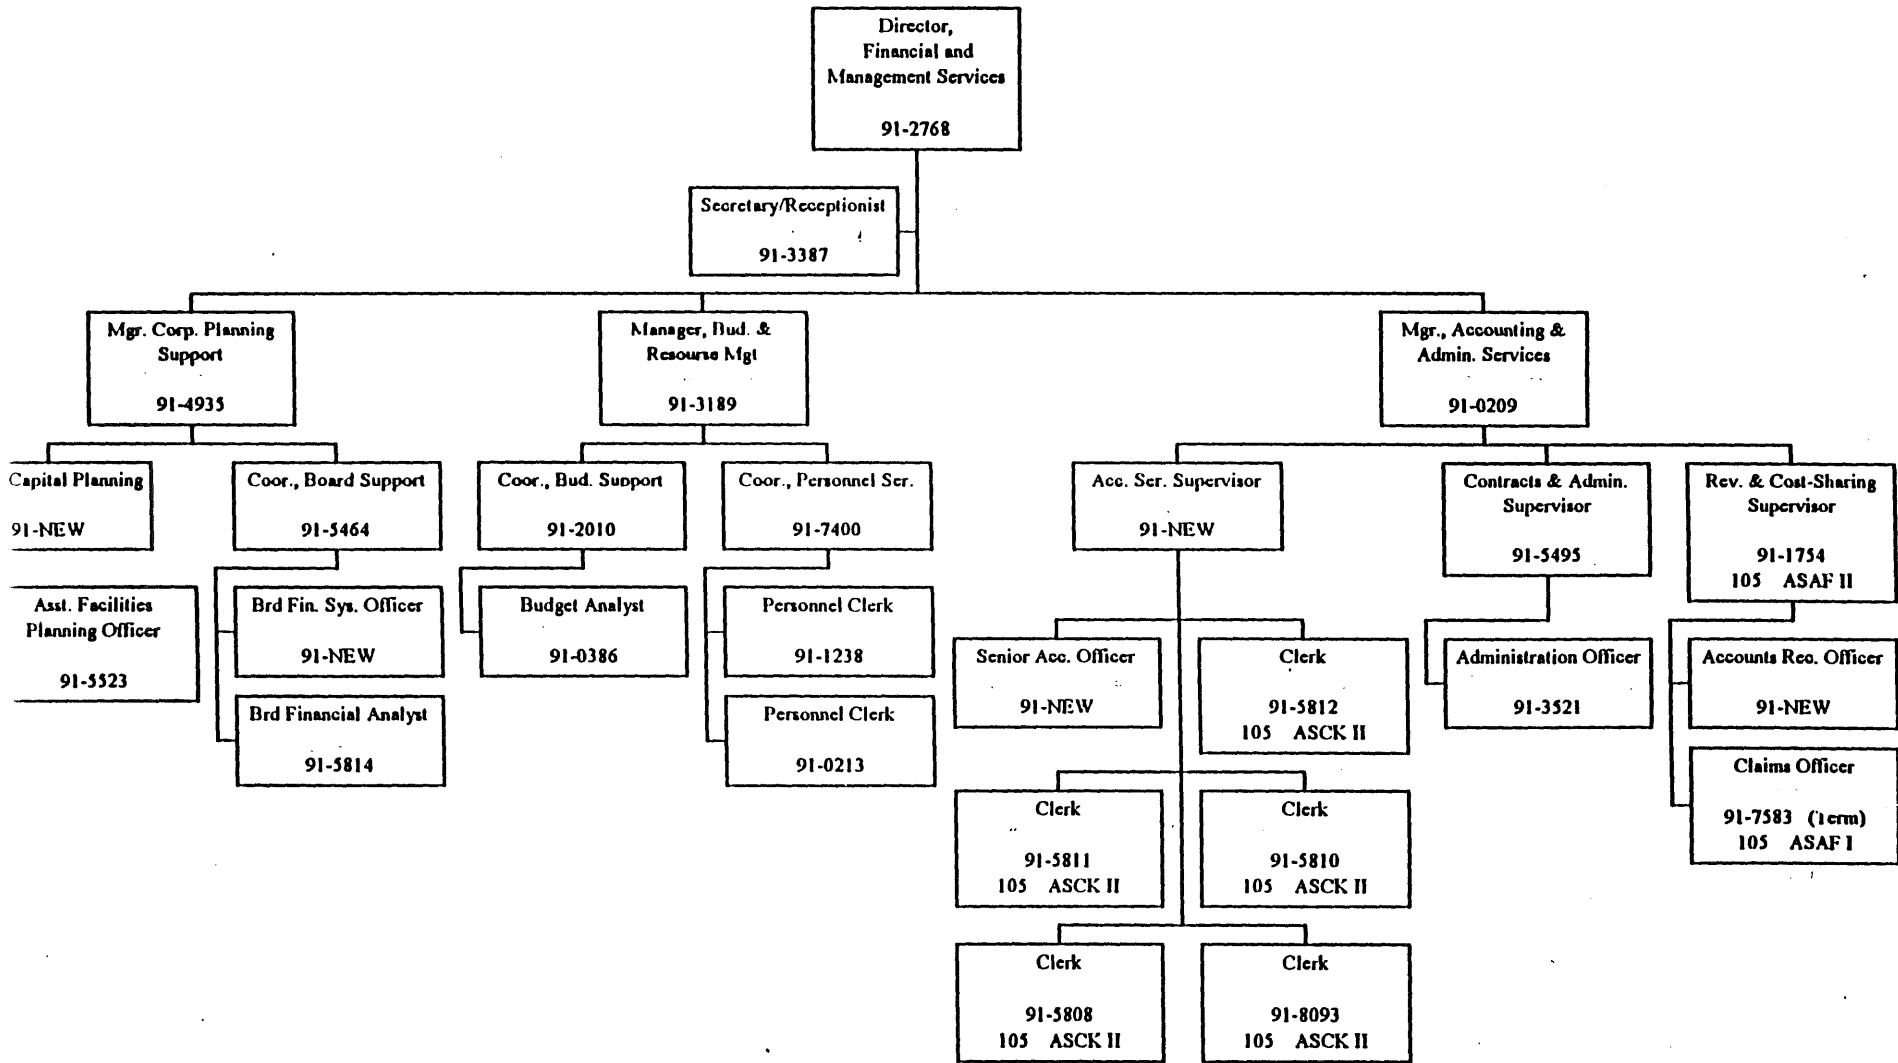 Director,
Financial and
Management Services
91-2768
Secretary/Receptionist
91-3387
Mgr. Corp. Planning
Support
91-4935
Manager, Bud. &
Resourse Mgt
91-3189
Mgr., Accounting &
Admin. Services
91-0209
Capital Planning
91-NEW
Coor., Board Support
91-5464
Coor., Bud. Support
91-2010
Coor., Personnel Ser.
91-7400
Acc. Ser. Supervisor
91-NEW
Contracts & Admin.
Supervisor
91-5495
Rev. & Cost-Sharing
Supervisor
91-1754
105 ASAF II
Asst. Facilities
Planning Officer
91-5523
Brd Fin. Sys. Officer
91-NEW
Brd Financial Analyst
91-5814
Budget Analyst
91-0386
Personnel Clerk
91-1238
Personnel Clerk
91-0213
Senior Acc. Officer
91-NEW
Clerk
91-5812
105 ASCK II
Clerk
91-5811
105 ASCK II
Clerk
91-5810
105 ASCK II
Clerk
91-5808
105 ASCK II
Clerk
91-8093
105 ASCK II
Administration Officer
91-3521
Accounts Rec. Officer
91-NEW
Claims Officer
91-7583 (Term)
105 ASAF I